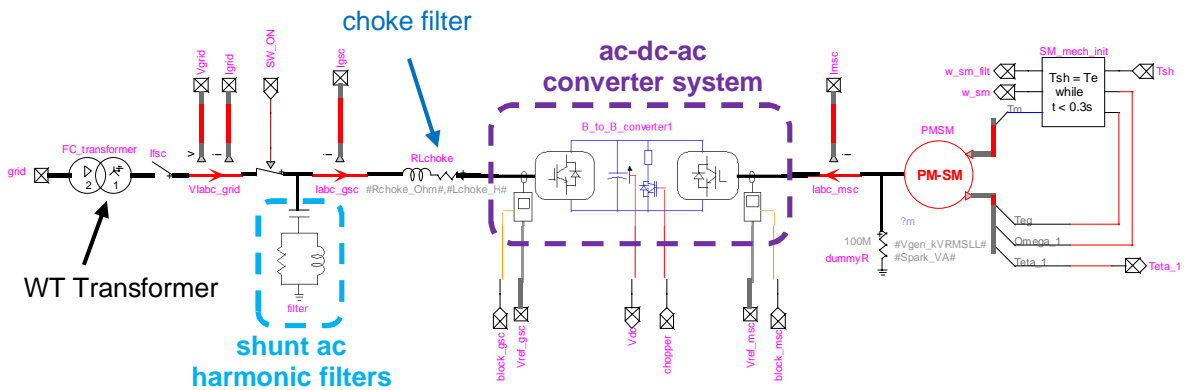 choke filter
ac-dc-ac
converter system
SM_mech_init
Vgrid
Igrid
SW_ON
Igsc
Imsc
w_sm_filt
w_sm
Tsh = Te
while
t < 0.3s
Tsh
Tm
FC_transformer
Ifsc
V
i
i
i
RLchoke
B_to_B_converter1
PMSM
grid
2
1
VIabc_grid
Iabc_gsc
#Rchoke_Ohm#,#Lchoke_H#
Iabc_msc
PM-SM
?m
Teg
100M
#Vgen_kVRMSLL#
Omega_1
dummyR
#Spark_VA#
Teta_1
Teta_1
WT Transformer
filter
shunt ac
harmonic filters
block_gsc
Vref_gsc
Vdc
chopper
Vref_msc
block_msc